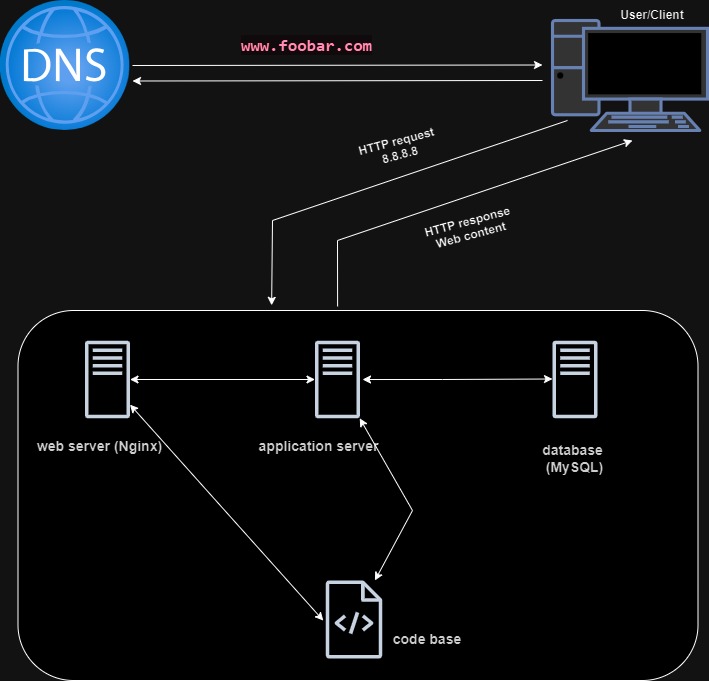 DNS
www.foobar.com
User/Client
HTTP request
8.8.8.8
HTTP response
Web content
web server (Nginx)
application server
database
(MySQL)
</>
code base